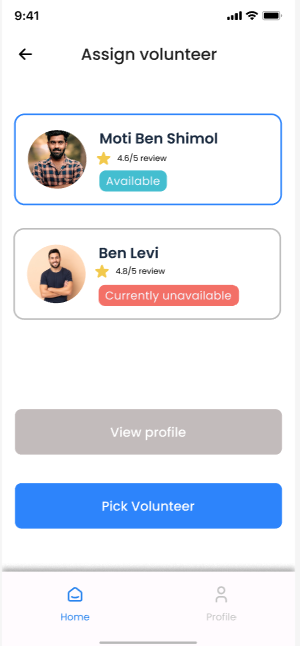 9:41
Assign volunteer
Moti Ben Shimol
4.6/5 review
Available
Ben Levi
4.8/5 review
Currently unavailable
View profile
Pick Volunteer
Home
Profile